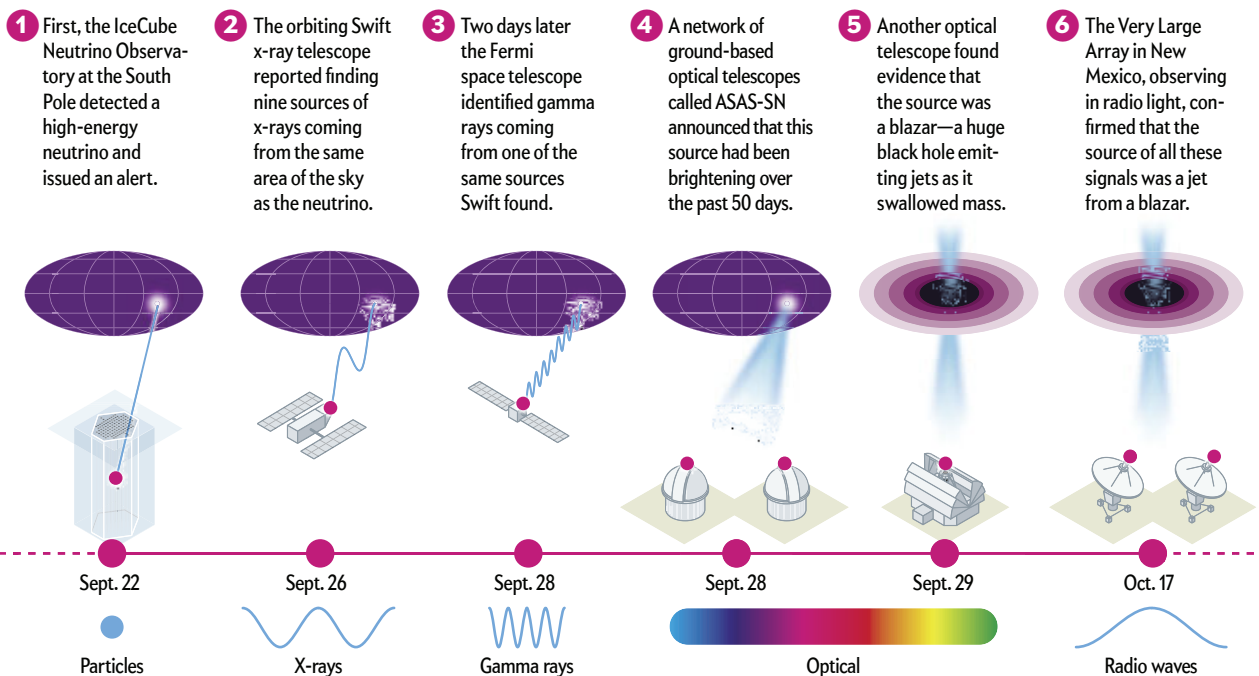 1 First, the IceCube
Neutrino Observa-
tory at the South
Pole detected a
high-energy
neutrino and
issued an alert.
2 The orbiting Swift
x-ray telescope
reported finding
nine sources of
x-rays coming
from the same
area of the sky
as the neutrino.
3 Two days later
the Fermi
space telescope
identified gamma
rays coming
from one of the
same sources
Swift found.
4 A network of
ground-based
optical telescopes
called ASAS-SN
announced that this
source had been
brightening over
the past 50 days.
5 Another optical
telescope found
evidence that
the source was
a blazar—a huge
black hole emit-
ting jets as it
swallowed mass.
6 The Very Large
Array in New
Mexico, observing
in radio light, con-
firmed that the
source of all these
signals was a jet
from a blazar.
Sept. 22
Sept. 26
Sept. 28
Sept. 28
Sept. 29
Oct. 17
Particles
X-rays
Gamma rays
Optical
Radio waves